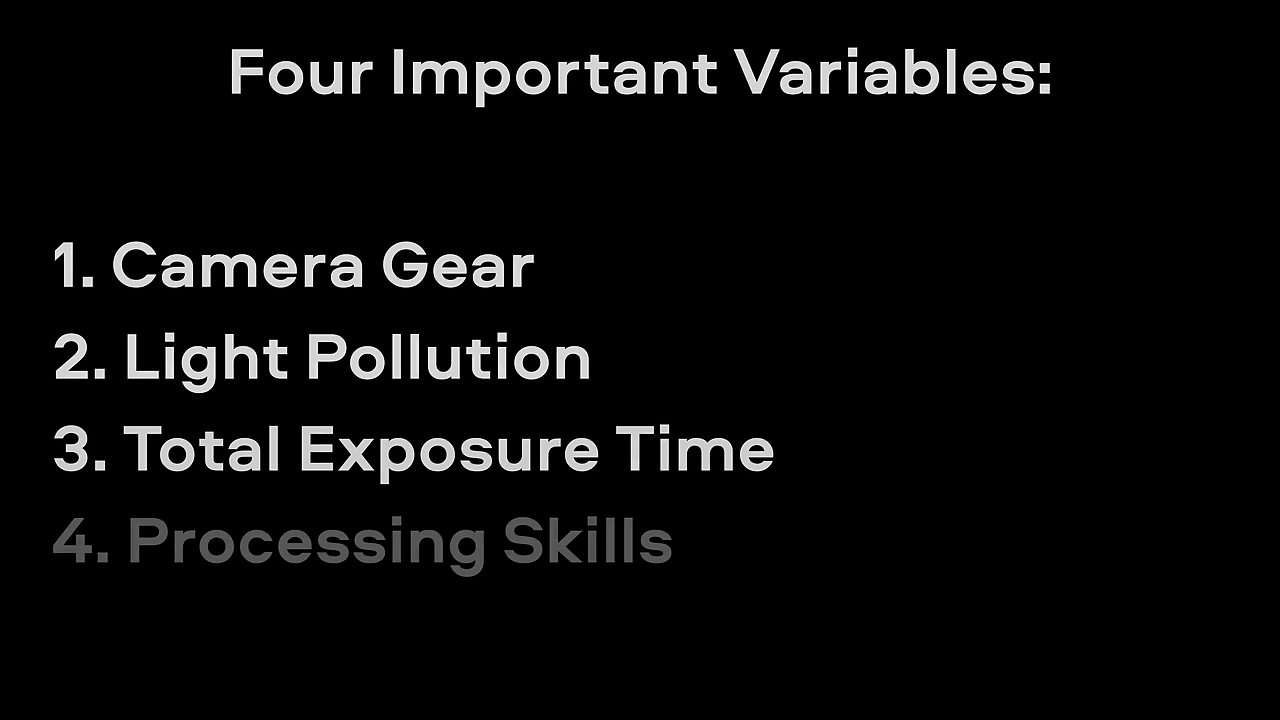 Four Important Variables:
1. Camera Gear
2. Light Pollution
3. Total Exposure Time
4. Processing Skills